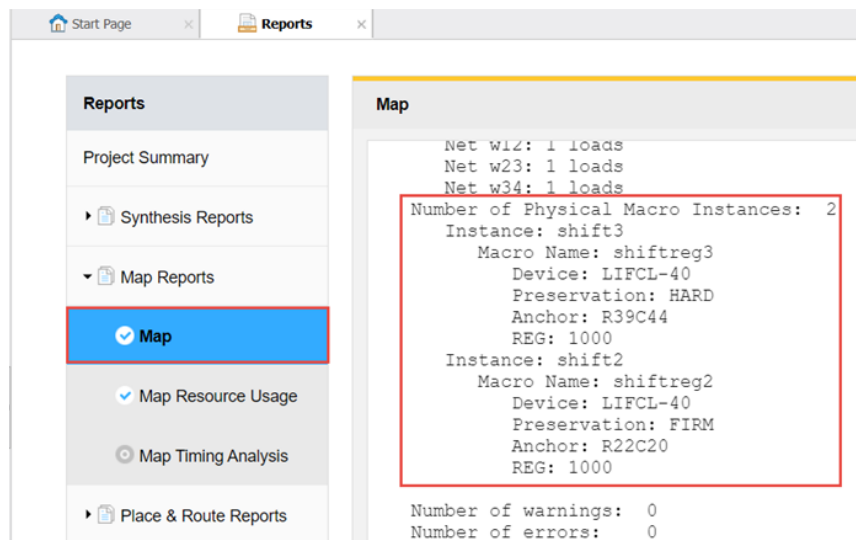 Start Page
Reports
Reports
Project Summary
Synthesis Reports
Map Reports
Map
Map Resource Usage
Map Timing Analysis
Place & Route Reports
Map
Net w12: 1 loads
Net w23: 1 loads
Net w34: 1 loads
Number of Physical Macro Instances: 2
Instance: shift3
Macro Name: shiftreg3
Device: LIFCL-40
Preservation: HARD
Anchor: R39C44
REG: 1000
Instance: shift2
Macro Name: shiftreg2
Device: LIFCL-40
Preservation: FIRM
Anchor: R22C20
REG: 1000
Number of warnings: 0
Number of errors: 0